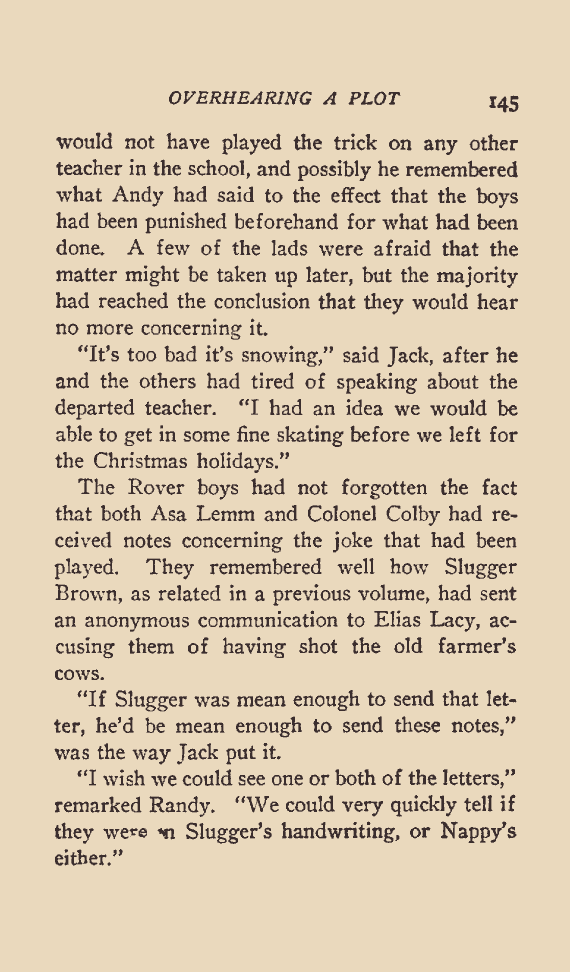 OVERHEARING A PLOT 145
would not have played the trick on any other
teacher in the school, and possibly he remembered
what Andy had said to the effect that the boys
had been punished beforehand for what had been
done. A few of the lads were afraid that the
matter might be taken up later, but the majority
had reached the conclusion that they would hear
no more concerning it.
“It’s too bad it’s snowing,” said Jack, after he
and the others had tired of speaking about the
departed teacher. “I had an idea we would be
able to get in some fine skating before we left for
the Christmas holidays.”
The Rover boys had not forgotten the fact
that both Asa Lemm and Colonel Colby had re-
ceived notes concerning the joke that had been
played. They remembered well how Slugger
Brown, as related in a previous volume, had sent
an anonymous communication to Elias Lacy, ac-
cusing them of having shot the old farmer’s
cows.
“If Slugger was mean enough to send that let-
ter, he’d be mean enough to send these notes,”
was the way Jack put it.
“I wish we could see one or both of the letters,”
remarked Randy. “We could very quickly tell if
they were in Slugger’s handwriting, or Nappy’s
either.”